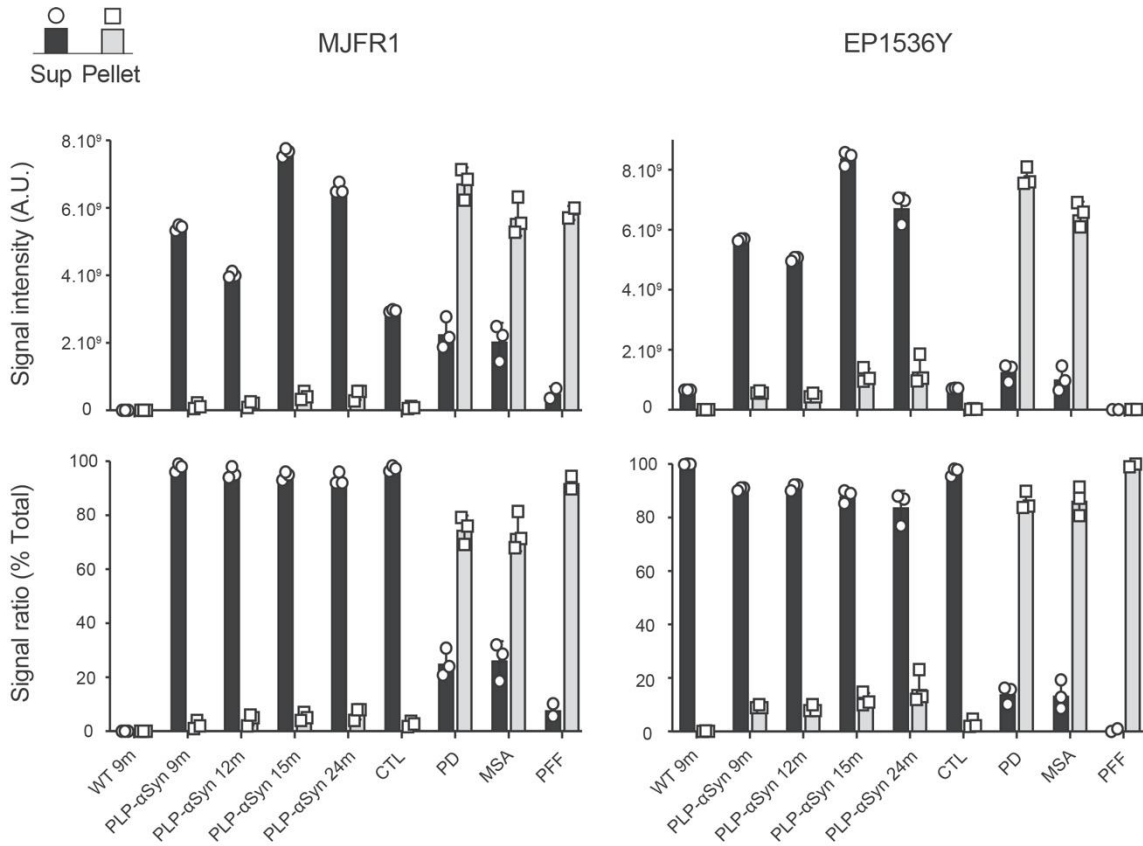 Sup Pellet
MJFR1
EP1536Y
Signal intensity (A.U.)
8.10⁹
6.10⁹
4.10⁹
2.10⁹
0
8.10⁹
6.10⁹
4.10⁹
2.10⁹
0
Signal ratio (% Total)
100
80
60
40
20
0
100
80
60
40
20
0
WT 9m
PLP-αSyn 9m
PLP-αSyn 12m
PLP-αSyn 15m
PLP-αSyn 24m
CTL
PD
MSA
PFF
WT 9m
PLP-αSyn 9m
PLP-αSyn 12m
PLP-αSyn 15m
PLP-αSyn 24m
CTL
PD
MSA
PFF